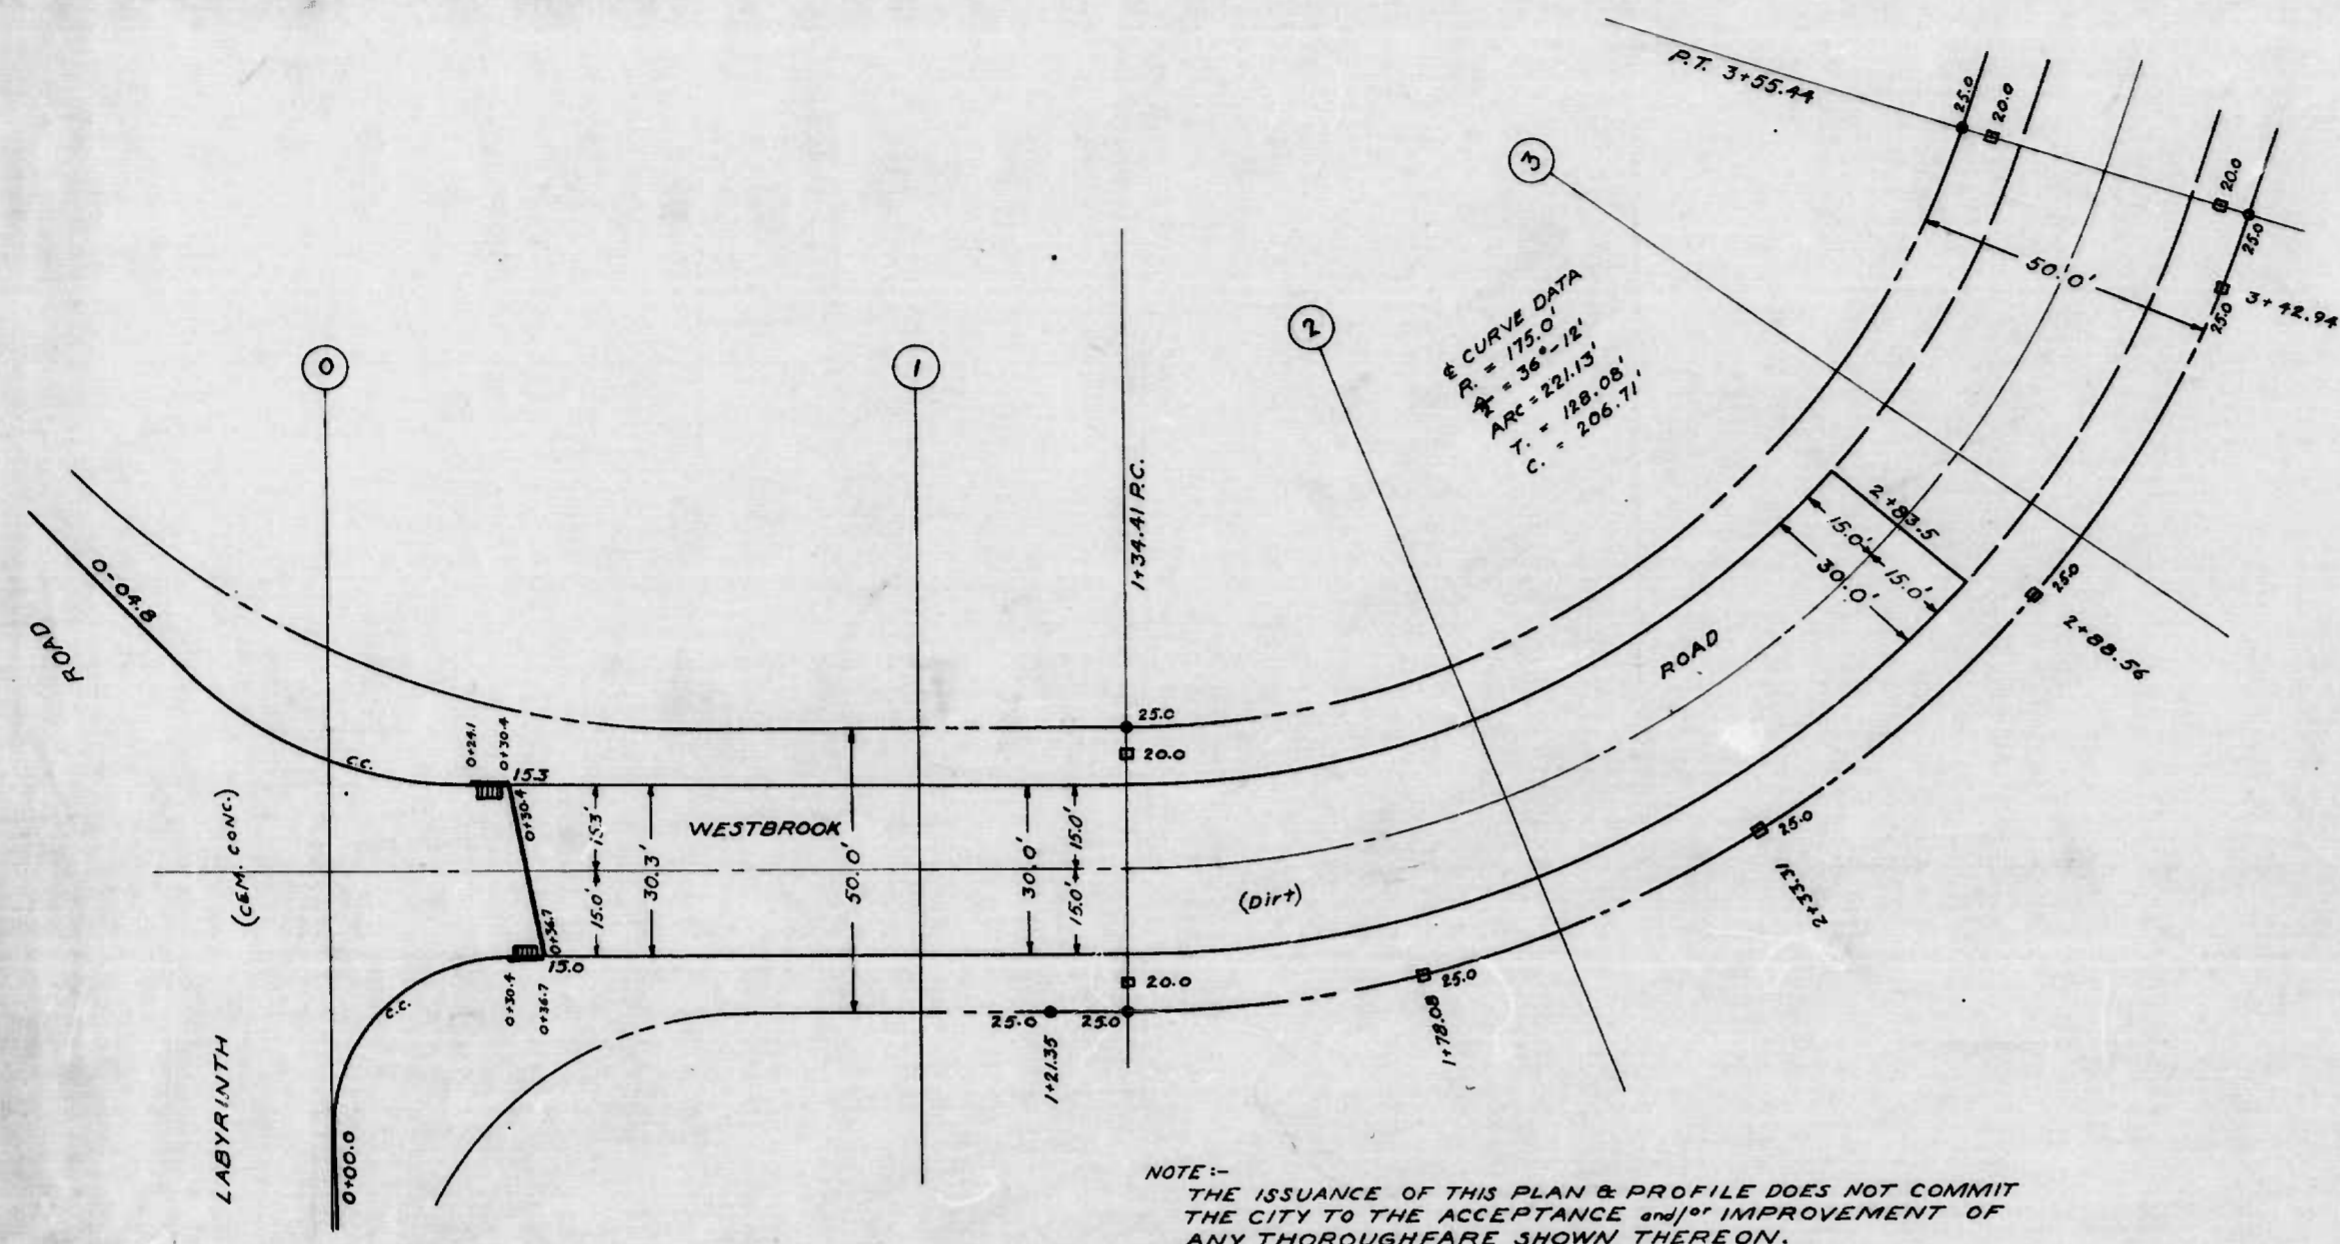 P.T. 3+55.44
25.0
20.0
20.0
25.0
50.0'
25.0
3+42.94
3
2
0
1
℄ CURVE DATA
R. = 175.0'
Δ/2 = 36°-12'
ARC = 221.13'
T. = 128.08'
C. = 206.71'
1+34.41 P.C.
2+83.5
15.0'
15.0'
30.0'
25.0
2+88.56
ROAD
0-04.8
ROAD
C.C.
0+24.1
0+30.4
15.3
0+30.4
25.0
20.0
(CEM. CONC.)
15.3'
15.0'
30.3'
WESTBROOK
50.0'
30.0'
15.0'
15.0'
(Dirt)
25.0
2+33.31
0+36.7
15.0
0+30.4
0+36.7
C.C.
20.0
25.0
25.0
1+21.35
25.0
1+78.08
LABYRINTH
0+00.0
NOTE:-
THE ISSUANCE OF THIS PLAN & PROFILE DOES NOT COMMIT
THE CITY TO THE ACCEPTANCE and/or IMPROVEMENT OF
ANY THOROUGHFARE SHOWN THEREON.